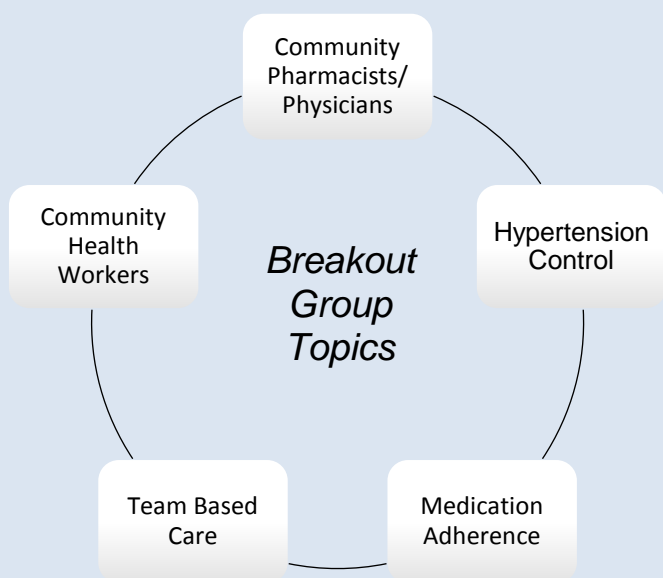 Community
Pharmacists/
Physicians
Community
Health
Workers
Hypertension
Control
Breakout
Group
Topics
Team Based
Care
Medication
Adherence